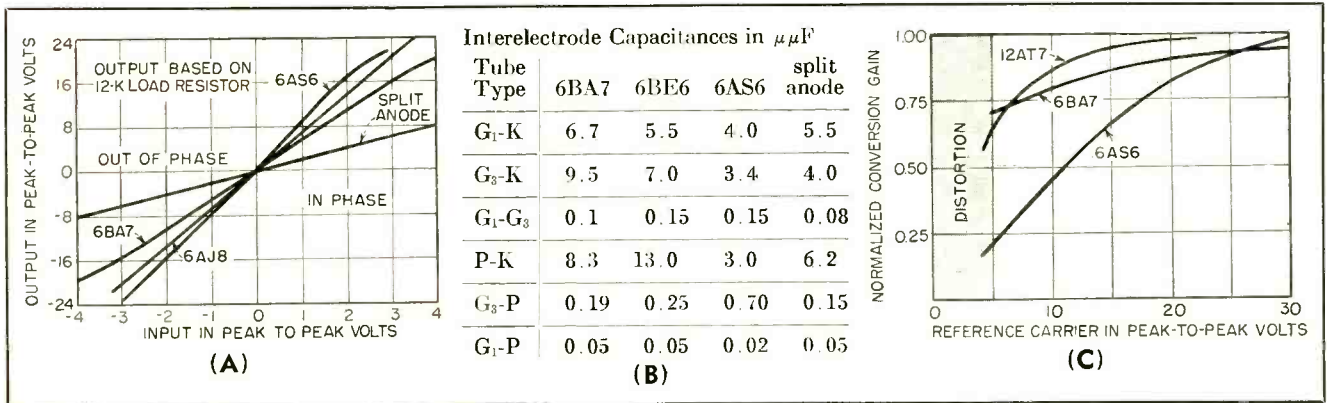 OUTPUT IN PEAK-TO-PEAK VOLTS
24
16
8
0
-8
-16
-24
OUTPUT BASED ON
12-K LOAD RESISTOR
6AS6
SPLIT
ANODE
OUT OF PHASE
IN PHASE
6BA7
6AJ8
-4 -3 -2 -1 0 1 2 3 4
INPUT IN PEAK TO PEAK VOLTS
(A)
Interelectrode Capacitances in μμF
Tube Type 6BA7 6BE6 6AS6 split anode
G₁-K 6.7 5.5 4.0 5.5
G₃-K 9.5 7.0 3.4 4.0
G₁-G₃ 0.1 0.15 0.15 0.08
P-K 8.3 13.0 3.0 6.2
G₃-P 0.19 0.25 0.70 0.15
G₁-P 0.05 0.05 0.02 0.05
(B)
NORMALIZED CONVERSION GAIN
1.00
0.75
0.50
0.25
DISTORTION
12AT7
6BA7
6AS6
0 10 20 30
REFERENCE CARRIER IN PEAK-TO-PEAK VOLTS
(C)